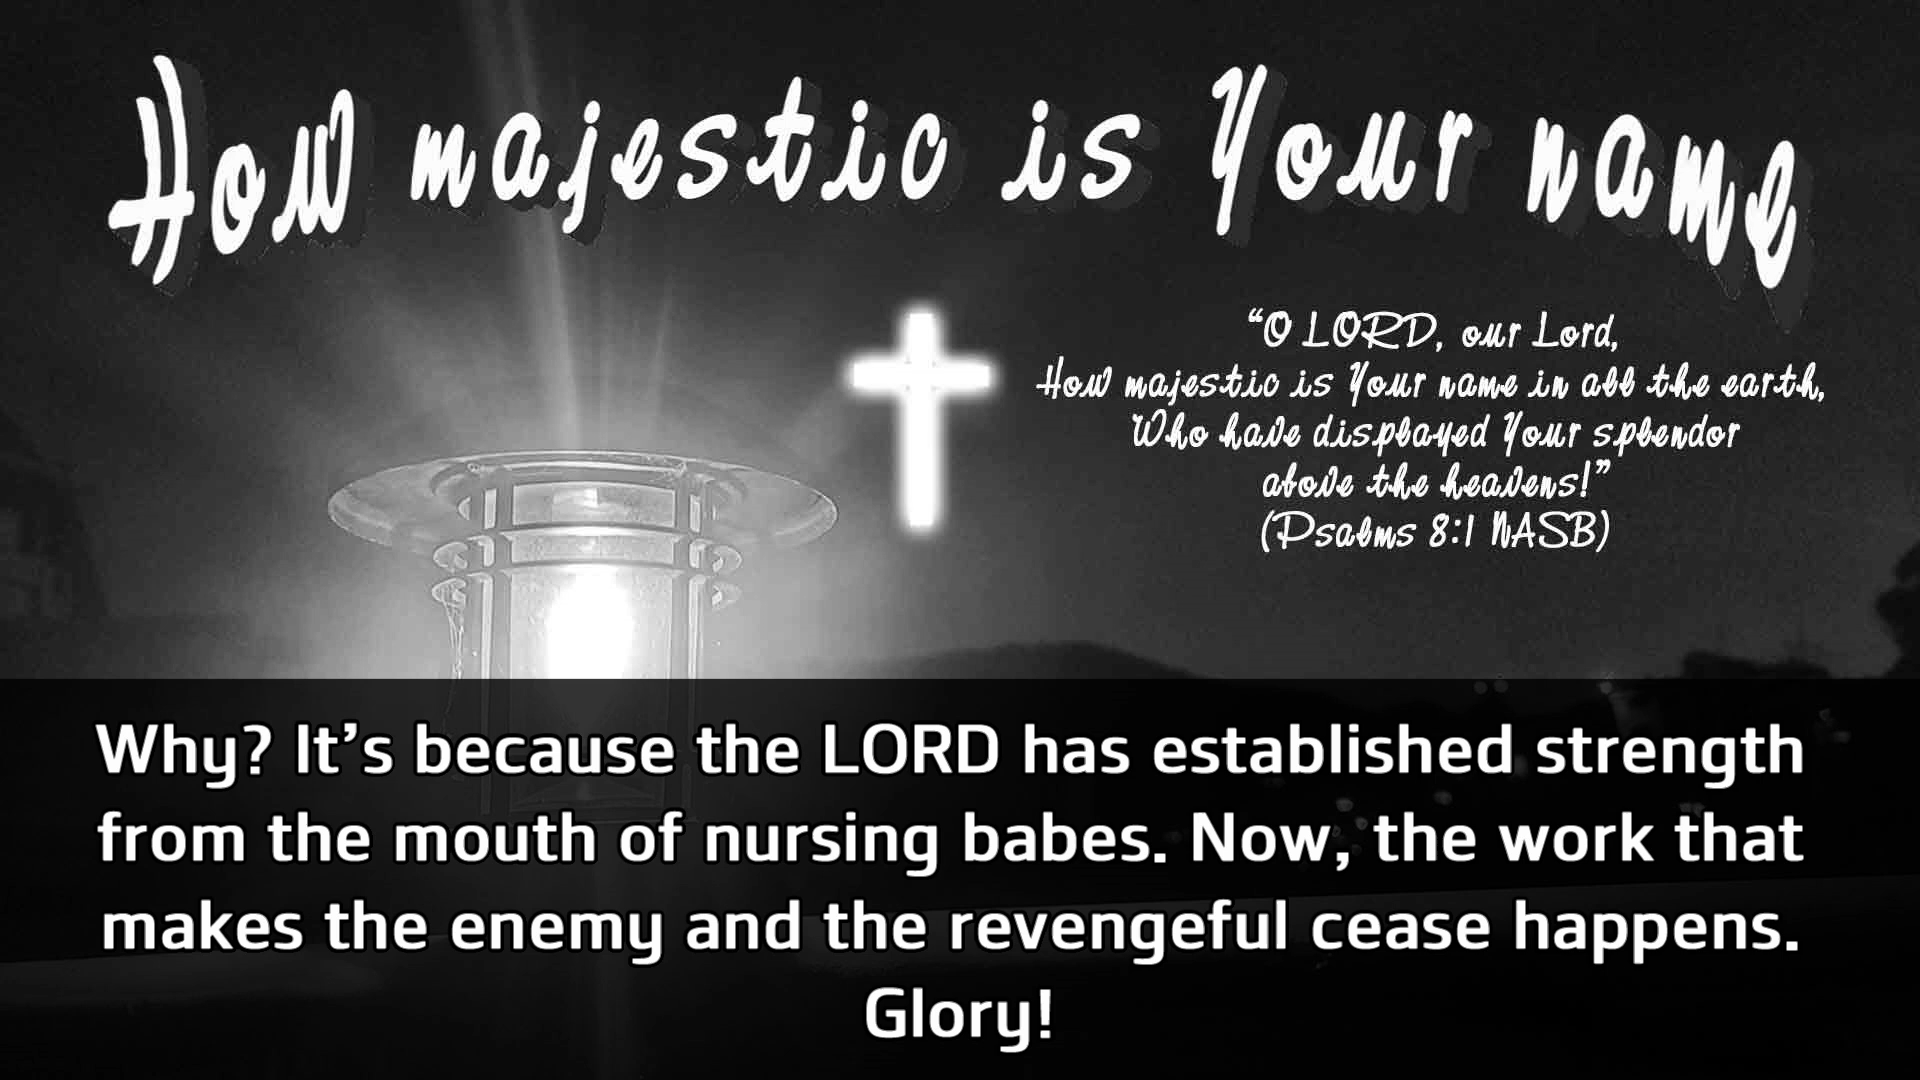 How majestic is Your name
“O LORD, our Lord,
How majestic is Your name in all the earth,
Who have displayed Your splendor
above the heavens!”
(Psalms 8:1 NASB)
Why? It’s because the LORD has established strength
from the mouth of nursing babes. Now, the work that
makes the enemy and the revengeful cease happens.
Glory!